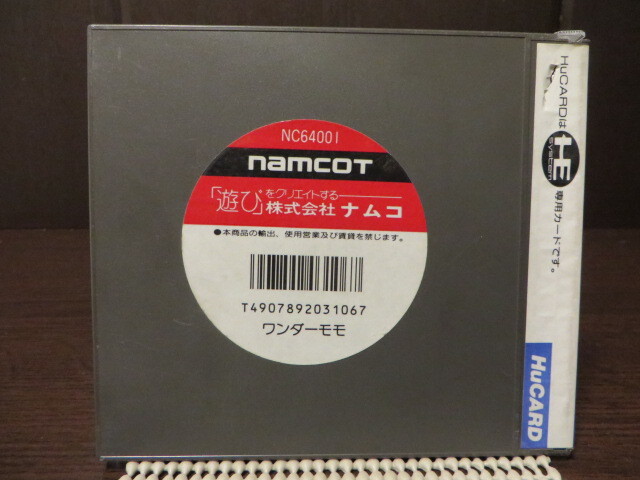 NC64001
namcot
「遊び」をクリエイトする
株式会社 ナムコ
●本商品の輸出、使用営業及び賃貸を禁じます。
T4907892031067
ワンダーモモ
HuCARDは
HE
SYSTEM
専用カードです。
HuCARD